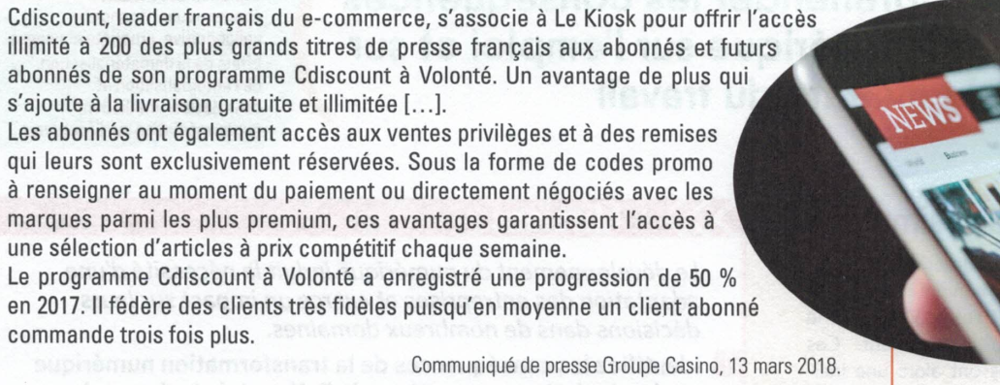 Cdiscount, leader français du e-commerce, s'associe à Le Kiosk pour offrir l'accès
illimité à 200 des plus grands titres de presse français aux abonnés et futurs
abonnés de son programme Cdiscount à Volonté. Un avantage de plus qui
s'ajoute à la livraison gratuite et illimitée […].
Les abonnés ont également accès aux ventes privilèges et à des remises
qui leurs sont exclusivement réservées. Sous la forme de codes promo
à renseigner au moment du paiement ou directement négociés avec les
marques parmi les plus premium, ces avantages garantissent l'accès à
une sélection d'articles à prix compétitif chaque semaine.
Le programme Cdiscount à Volonté a enregistré une progression de 50 %
en 2017. Il fédère des clients très fidèles puisqu'en moyenne un client abonné
commande trois fois plus.
Communiqué de presse Groupe Casino, 13 mars 2018.
NEWS